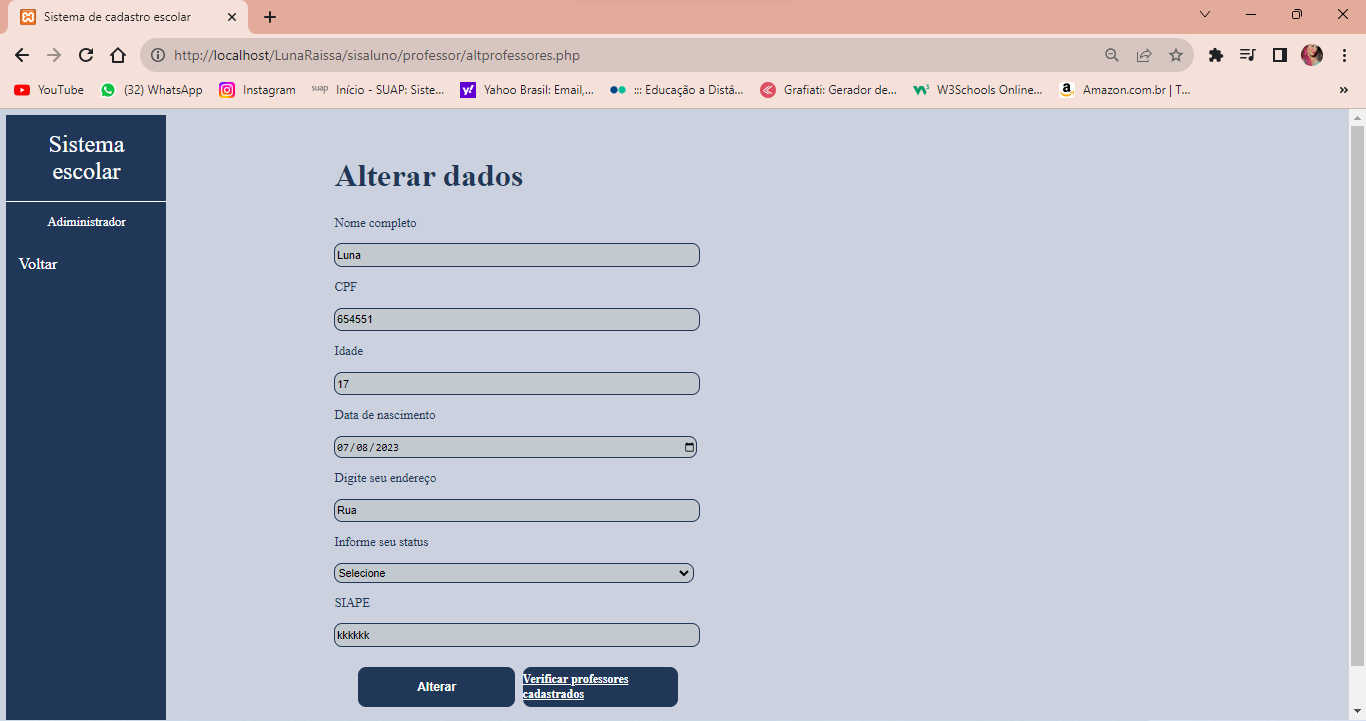 Sistema de cadastro escolar
http://localhost/LunaRaissa/sisaluno/professor/altprofessores.php
YouTube
(32) WhatsApp
Instagram
suap Início - SUAP: Siste...
Yahoo Brasil: Email,...
::: Educação a Distâ...
Grafiati: Gerador de...
W3Schools Online...
Amazon.com.br | T...
»
Sistema
escolar
Adiministrador
Voltar
Alterar dados
Nome completo
Luna
CPF
654551
Idade
17
Data de nascimento
07/08/2023
Digite seu endereço
Rua
Informe seu status
Selecione
SIAPE
kkkkkk
Alterar
Verificar professores
cadastrados